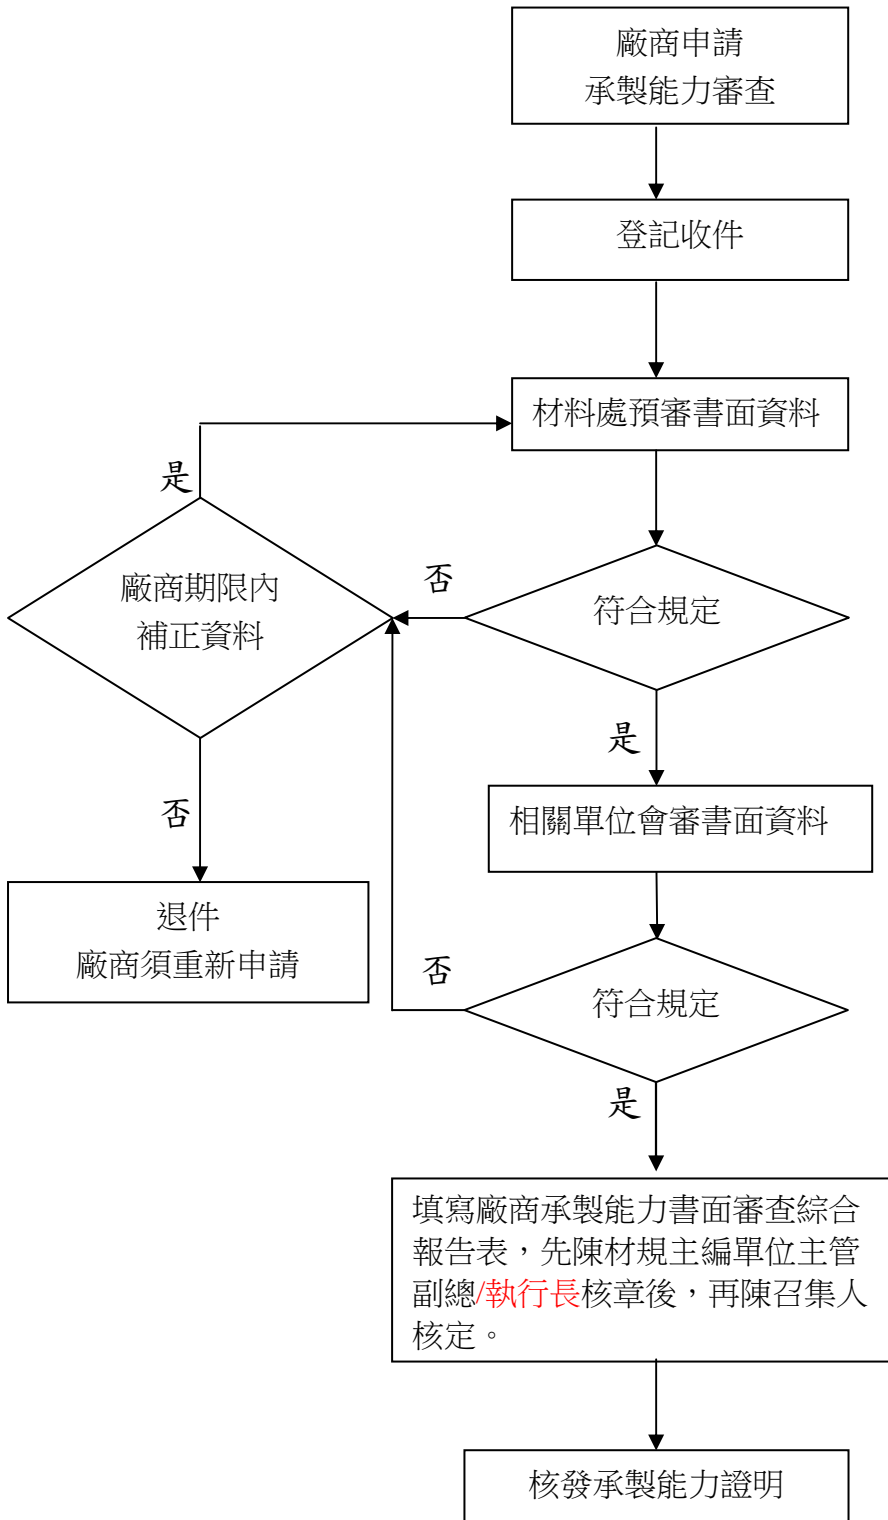 廠商申請
承製能力審查
登記收件
材料處預審書面資料
是
廠商期限內
補正資料
否
符合規定
是
否
相關單位會審書面資料
退件
廠商須重新申請
否
符合規定
是
填寫廠商承製能力書面審查綜合
報告表，先陳材規主編單位主管
副總/執行長核章後，再陳召集人
核定。
核發承製能力證明